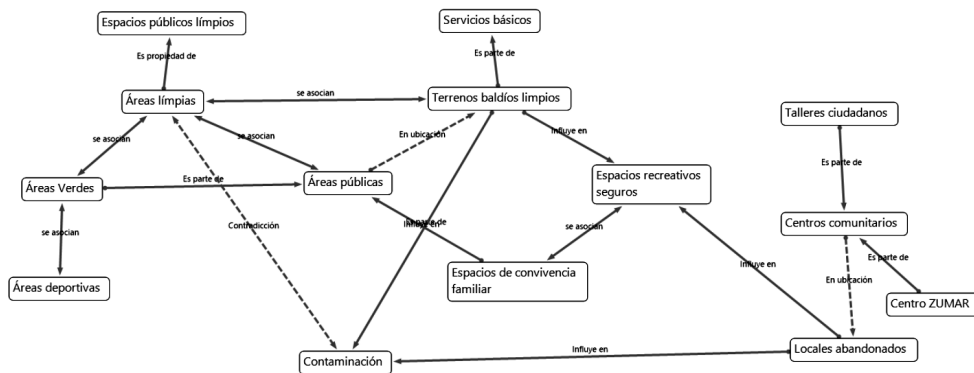 Espacios públicos límpios
Servicios básicos
Es propiedad de
Es parte de
Áreas límpias
se asocian
Terrenos baldíos limpios
Talleres ciudadanos
se asocian
se asocian
En ubicación
Influye en
Es parte de
Áreas Verdes
Es parte de
Áreas públicas
Espacios recreativos
seguros
Contradicción
Es parte de
Influye en
se asocian
Centros comunitarios
se asocian
Espacios de convivencia
familiar
Influye en
En ubicación
Es parte de
Áreas deportivas
Centro ZUMAR
Contaminación
Influye en
Locales abandonados